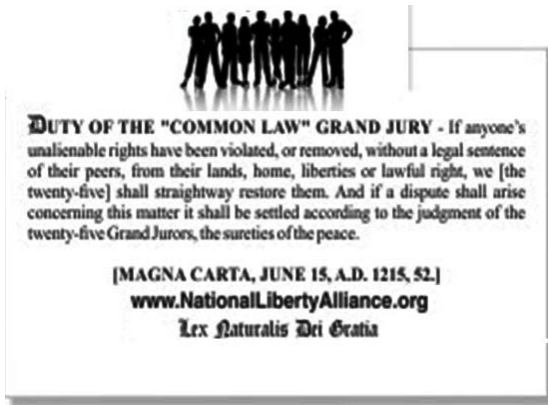 DUTY OF THE "COMMON LAW" GRAND JURY - If anyone's
unalienable rights have been violated, or removed, without a legal sentence
of their peers, from their lands, home, liberties or lawful right, we [the
twenty-five] shall straightway restore them. And if a dispute shall arise
concerning this matter it shall be settled according to the judgment of the
twenty-five Grand Jurors, the sureties of the peace.
[MAGNA CARTA, JUNE 15, A.D. 1215, 52.]
www.NationalLibertyAlliance.org
Lex Naturalis Dei Gratia